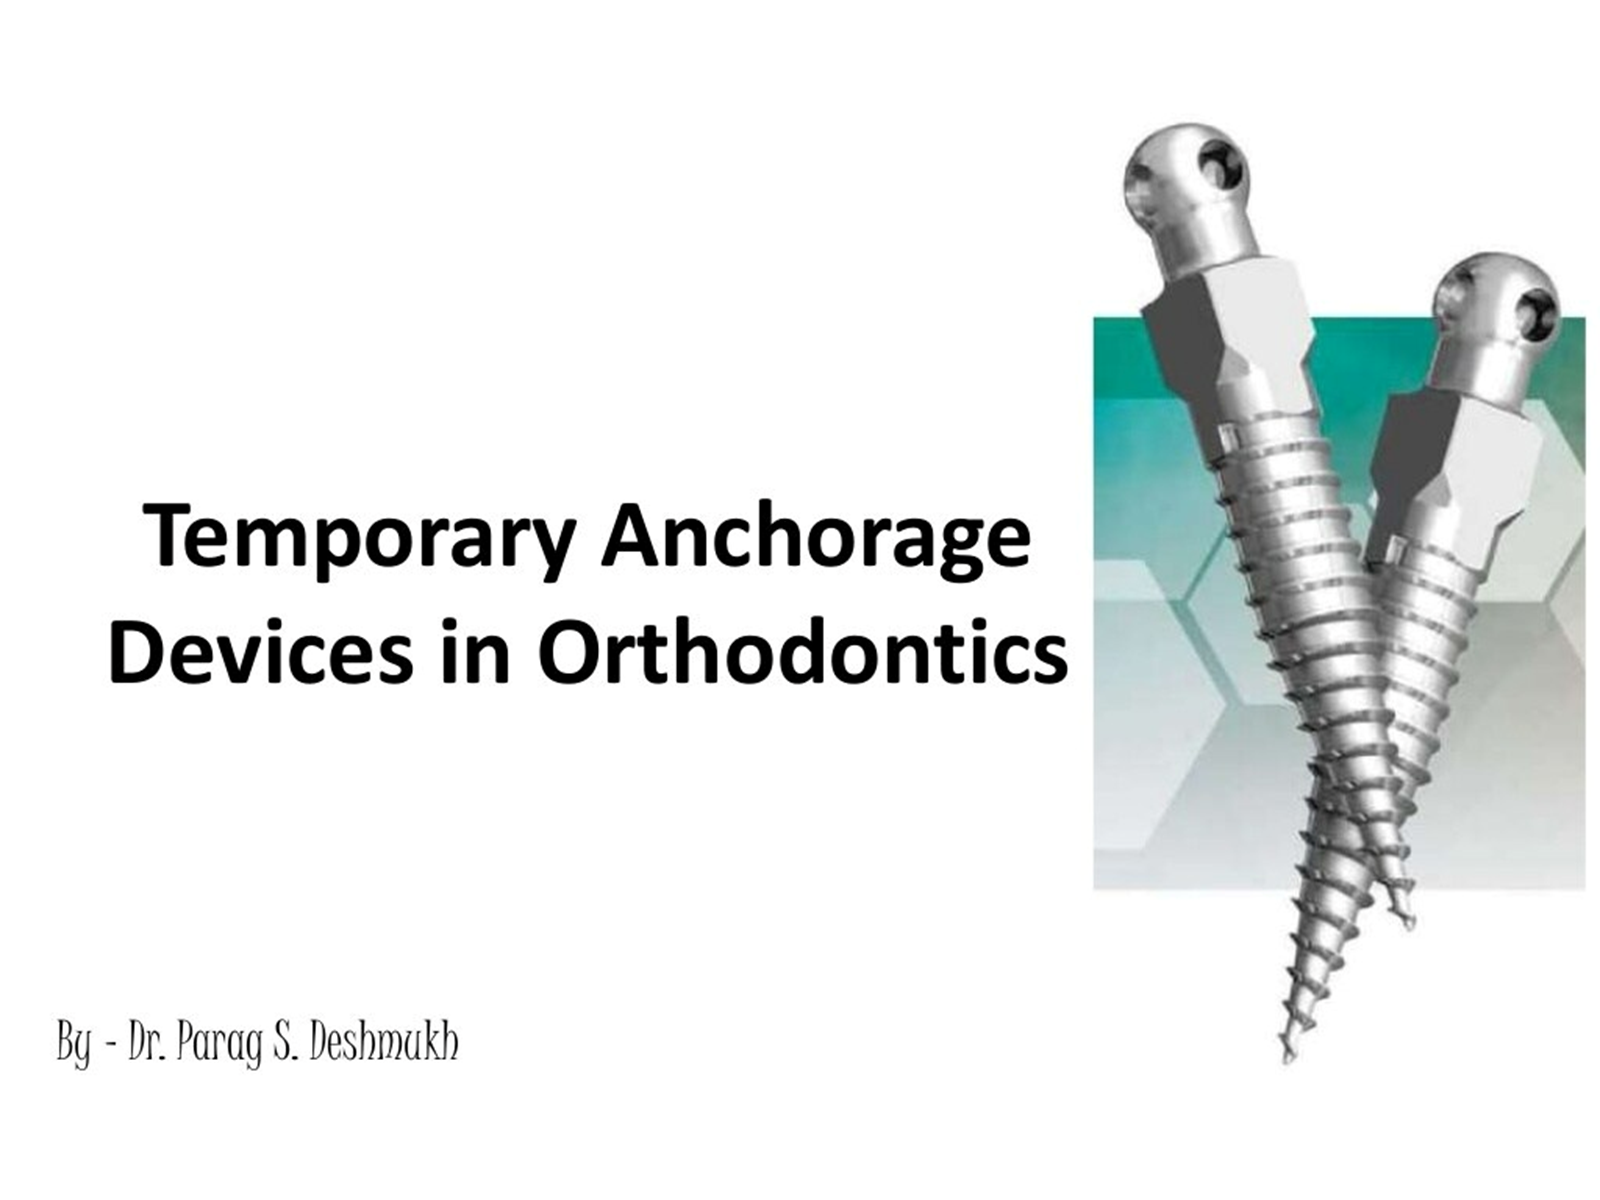 Temporary Anchorage
Devices in Orthodontics
By - Dr. Parag S. Deshmukh